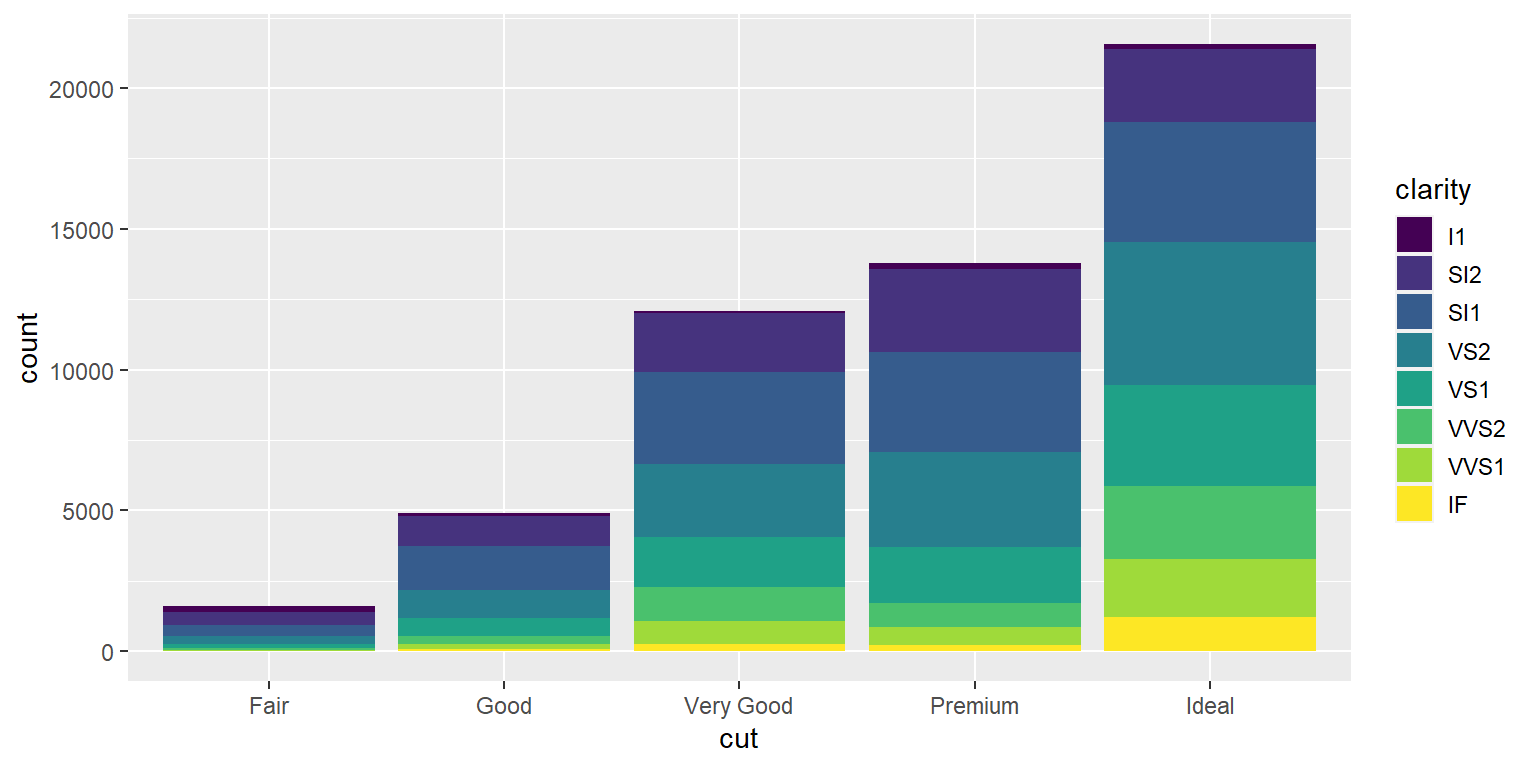 20000
15000
10000
5000
0
count
Fair
Good
Very Good
Premium
Ideal
cut
clarity
I1
SI2
SI1
VS2
VS1
VVS2
VVS1
IF